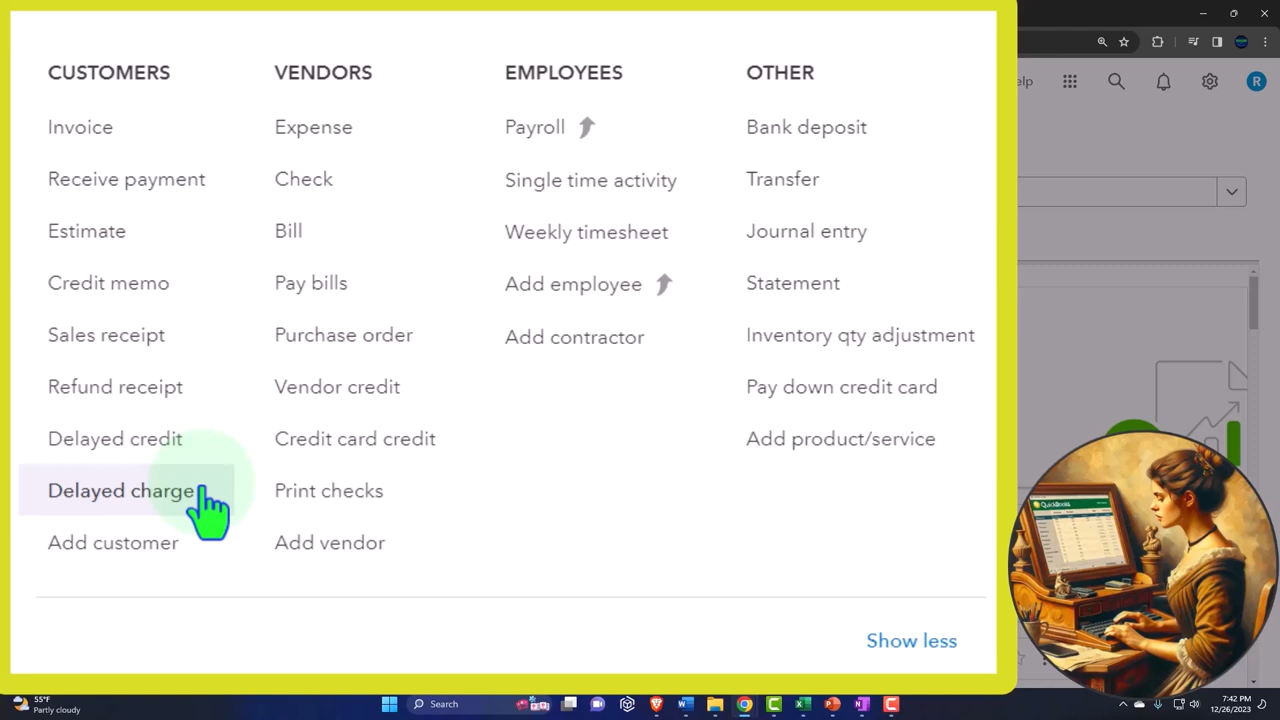 CUSTOMERS
Invoice
Receive payment
Estimate
Credit memo
Sales receipt
Refund receipt
Delayed credit
Delayed charge
Add customer
VENDORS
Expense
Check
Bill
Pay bills
Purchase order
Vendor credit
Credit card credit
Print checks
Add vendor
EMPLOYEES
Payroll
Single time activity
Weekly timesheet
Add employee
Add contractor
OTHER
Bank deposit
Transfer
Journal entry
Statement
Inventory qty adjustment
Pay down credit card
Add product/service
Show less
elp
R
QuickBooks
55°F
Partly cloudy
Search
7:42 PM
12/26/2023